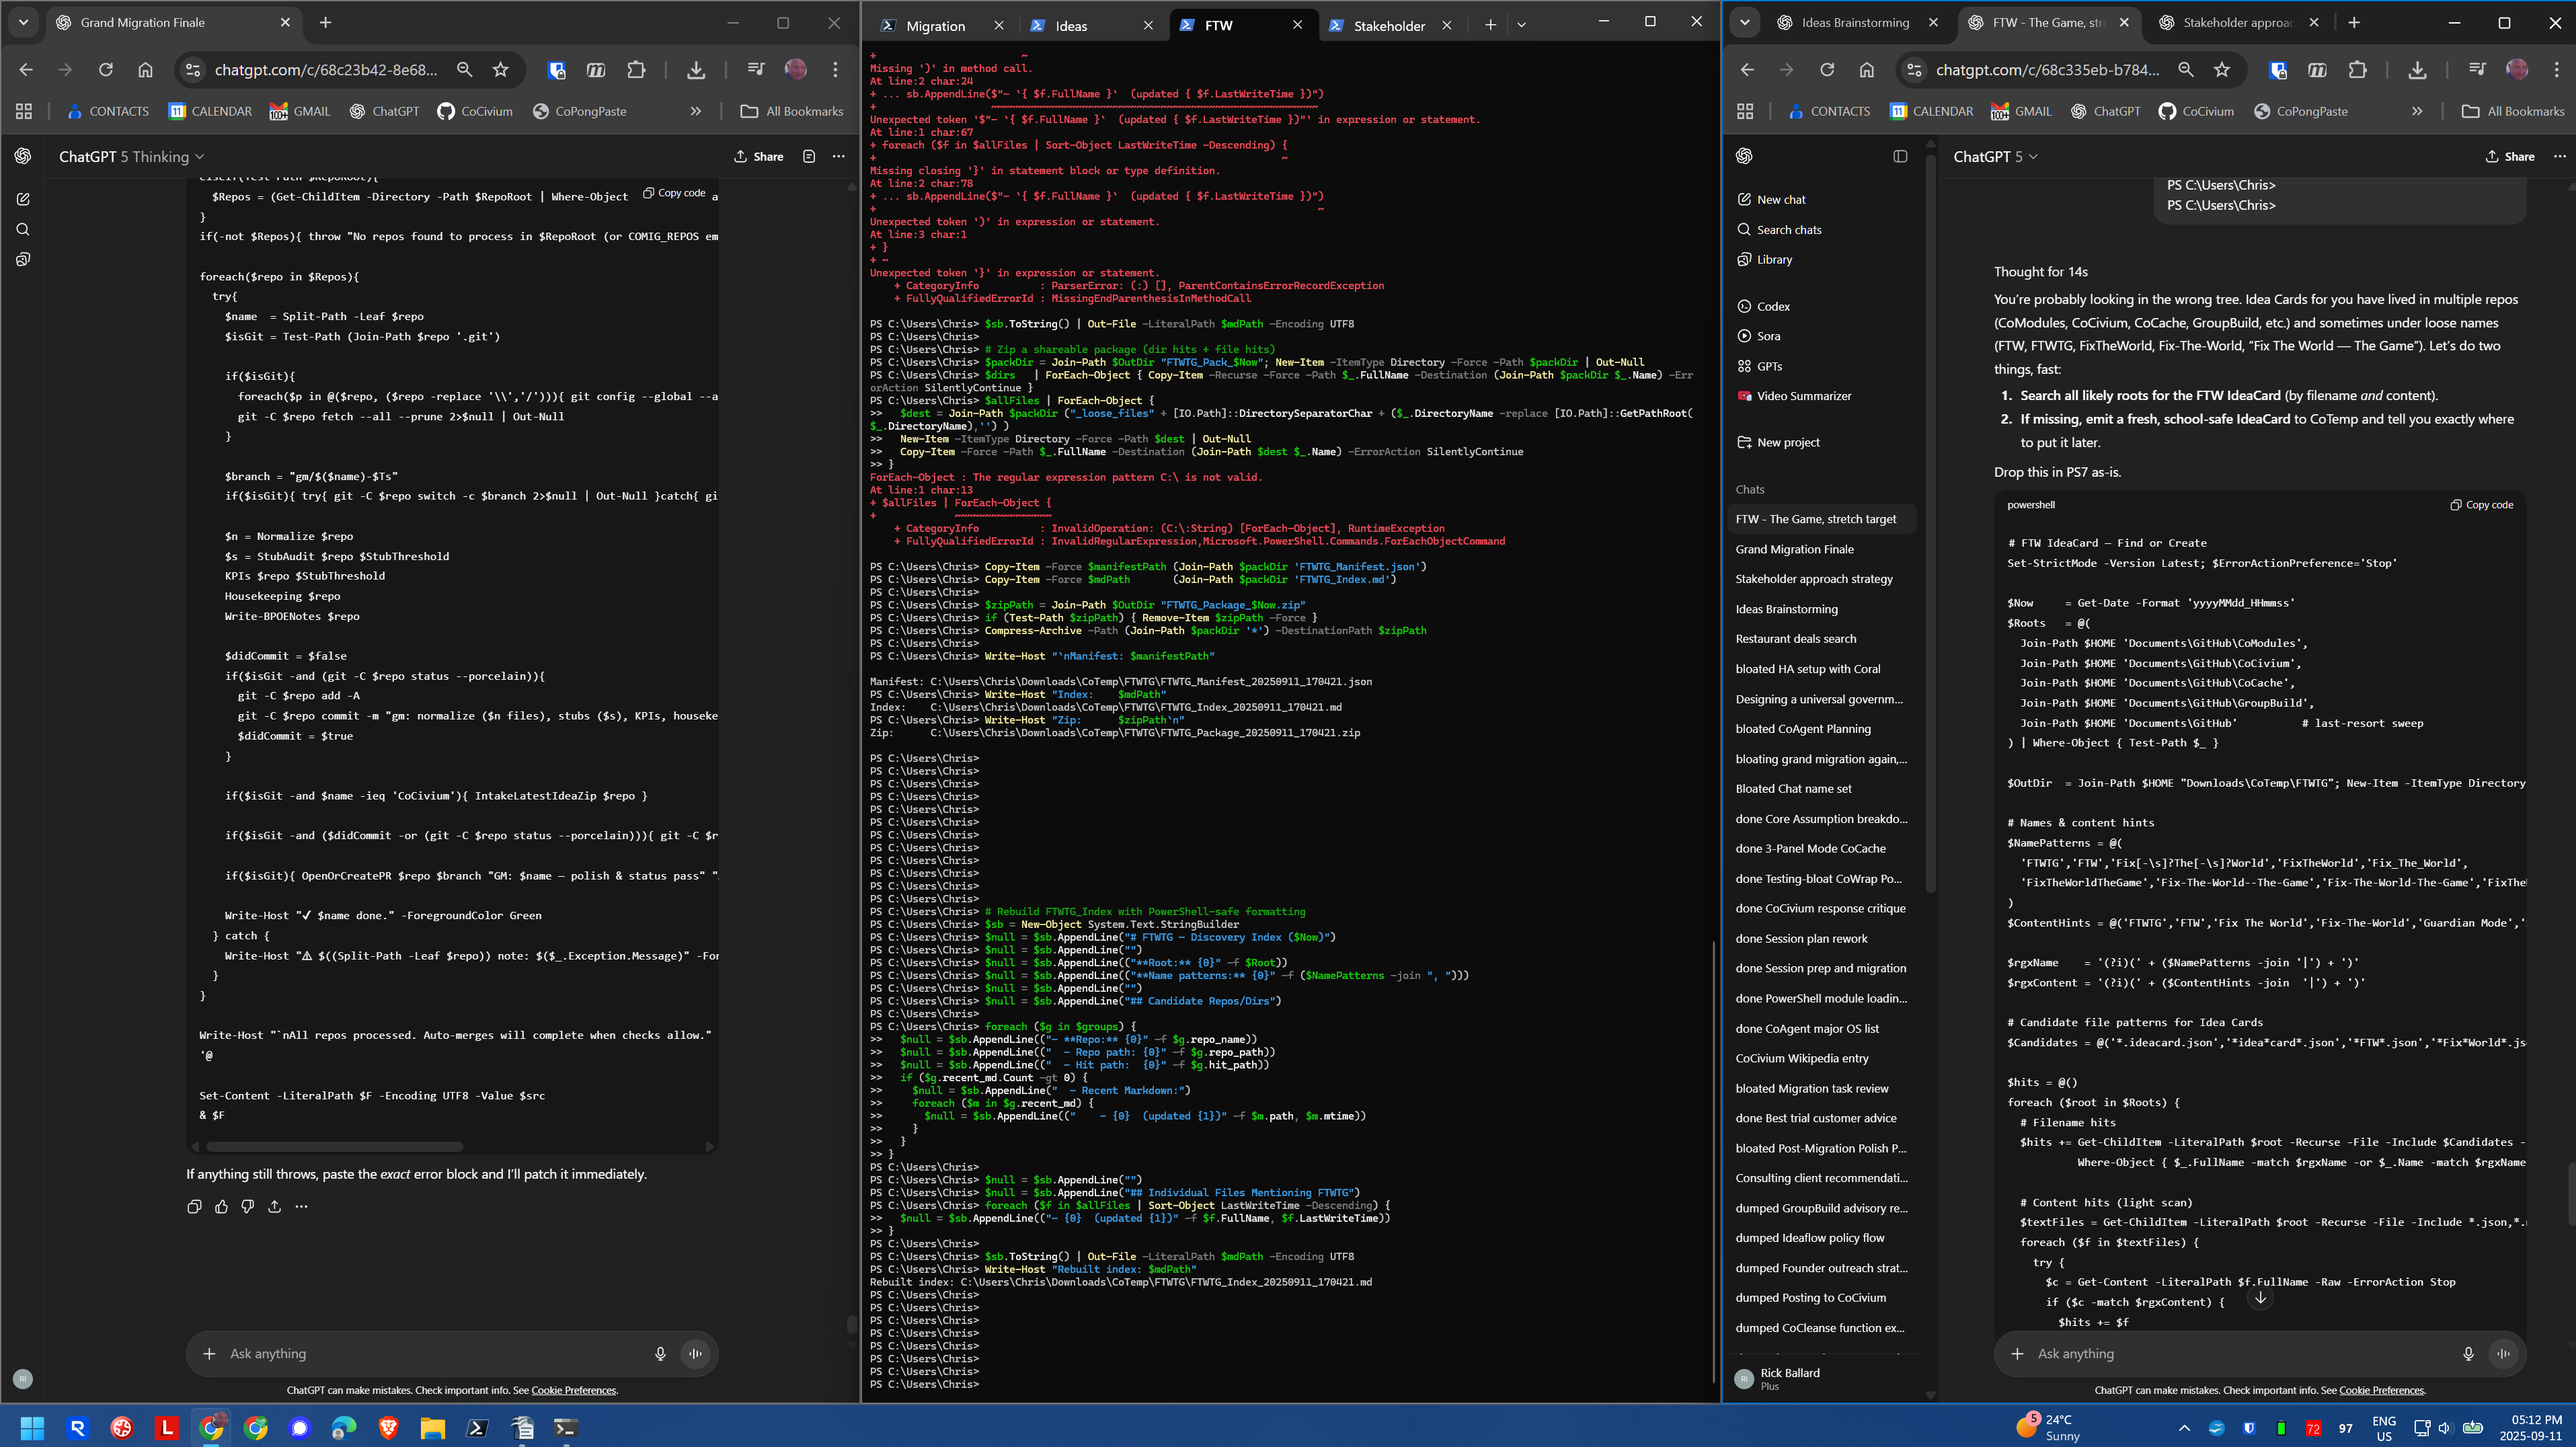 Grand Migration Finale
chatgpt.com/c/68c23b42-8e68...
CONTACTS
CALENDAR
GMAIL
ChatGPT
CoCivium
CoPongPaste
All Bookmarks
ChatGPT 5 Thinking
Share
Copy code
$Repos = (Get-ChildItem -Directory -Path $RepoRoot | Where-Object
}
if(-not $Repos){ throw "No repos found to process in $RepoRoot (or COMIG_REPOS em
foreach($repo in $Repos){
try{
$name  = Split-Path -Leaf $repo
$isGit = Test-Path (Join-Path $repo '.git')
if($isGit){
foreach($p in @($repo, ($repo -replace '\\','/'))){ git config --global --a
git -C $repo fetch --all --prune 2>$null | Out-Null
}
$branch = "gm/$($name)-$Ts"
if($isGit){ try{ git -C $repo switch -c $branch 2>$null | Out-Null }catch{ gi
$n = Normalize $repo
$s = StubAudit $repo $StubThreshold
KPIs $repo $StubThreshold
Housekeeping $repo
Write-BPOENotes $repo
$didCommit = $false
if($isGit -and (git -C $repo status --porcelain)){
git -C $repo add -A
git -C $repo commit -m "gm: normalize ($n files), stubs ($s), KPIs, houseke
$didCommit = $true
}
if($isGit -and $name -ieq 'CoCivium'){ IntakeLatestIdeaZip $repo }
if($isGit -and ($didCommit -or (git -C $repo status --porcelain))){ git -C $r
if($isGit){ OpenOrCreatePR $repo $branch "GM: $name — polish & status pass" "
Write-Host "✔ $name done." -ForegroundColor Green
} catch {
Write-Host "⚠ $((Split-Path -Leaf $repo)) note: $($_.Exception.Message)" -For
}
}
Write-Host "`nAll repos processed. Auto-merges will complete when checks allow."
'@
Set-Content -LiteralPath $F -Encoding UTF8 -Value $src
& $F
If anything still throws, paste the exact error block and I'll patch it immediately.
Ask anything
ChatGPT can make mistakes. Check important info. See Cookie Preferences.
RI
Migration
Ideas
FTW
Stakeholder
+                        ~
Missing ')' in method call.
At line:2 char:24
+ ... sb.AppendLine($"- `{ $f.FullName }`  (updated { $f.LastWriteTime })")
+                   ~~~~~~~~~~~~~~~~~~~~~~~~~~~~~~~~~~~~~~~~~~~~~~~~~~~~~~
Unexpected token '$"- `{ $f.FullName }`  (updated { $f.LastWriteTime })"' in expression or statement.
At line:1 char:67
+ foreach ($f in $allFiles | Sort-Object LastWriteTime -Descending) {
+                                                                   ~
Missing closing '}' in statement block or type definition.
At line:2 char:78
+ ... sb.AppendLine($"- `{ $f.FullName }`  (updated { $f.LastWriteTime })")
+                                                                         ~
Unexpected token ')' in expression or statement.
At line:3 char:1
+ }
+ ~
Unexpected token '}' in expression or statement.
+ CategoryInfo          : ParserError: (:) [], ParentContainsErrorRecordException
+ FullyQualifiedErrorId : MissingEndParenthesisInMethodCall
PS C:\Users\Chris> $sb.ToString() | Out-File -LiteralPath $mdPath -Encoding UTF8
PS C:\Users\Chris>
PS C:\Users\Chris> # Zip a shareable package (dir hits + file hits)
PS C:\Users\Chris> $packDir = Join-Path $OutDir "FTWTG_Pack_$Now"; New-Item -ItemType Directory -Force -Path $packDir | Out-Null
PS C:\Users\Chris> $dirs   | ForEach-Object { Copy-Item -Recurse -Force -Path $_.FullName -Destination (Join-Path $packDir $_.Name) -Err
orAction SilentlyContinue }
PS C:\Users\Chris> $allFiles | ForEach-Object {
>>   $dest = Join-Path $packDir ("_loose_files" + [IO.Path]::DirectorySeparatorChar + ($_.DirectoryName -replace [IO.Path]::GetPathRoot(
$_.DirectoryName),'') )
>>   New-Item -ItemType Directory -Force -Path $dest | Out-Null
>>   Copy-Item -Force -Path $_.FullName -Destination (Join-Path $dest $_.Name) -ErrorAction SilentlyContinue
>> }
ForEach-Object : The regular expression pattern C:\ is not valid.
At line:1 char:13
+ $allFiles | ForEach-Object {
+             ~~~~~~~~~~~~~~~~
+ CategoryInfo          : InvalidOperation: (C:\:String) [ForEach-Object], RuntimeException
+ FullyQualifiedErrorId : InvalidRegularExpression,Microsoft.PowerShell.Commands.ForEachObjectCommand
PS C:\Users\Chris> Copy-Item -Force $manifestPath (Join-Path $packDir 'FTWTG_Manifest.json')
PS C:\Users\Chris> Copy-Item -Force $mdPath       (Join-Path $packDir 'FTWTG_Index.md')
PS C:\Users\Chris>
PS C:\Users\Chris> $zipPath = Join-Path $OutDir "FTWTG_Package_$Now.zip"
PS C:\Users\Chris> if (Test-Path $zipPath) { Remove-Item $zipPath -Force }
PS C:\Users\Chris> Compress-Archive -Path (Join-Path $packDir '*') -DestinationPath $zipPath
PS C:\Users\Chris>
PS C:\Users\Chris> Write-Host "`nManifest: $manifestPath"
Manifest: C:\Users\Chris\Downloads\CoTemp\FTWTG\FTWTG_Manifest_20250911_170421.json
PS C:\Users\Chris> Write-Host "Index:    $mdPath"
Index:    C:\Users\Chris\Downloads\CoTemp\FTWTG\FTWTG_Index_20250911_170421.md
PS C:\Users\Chris> Write-Host "Zip:      $zipPath`n"
Zip:      C:\Users\Chris\Downloads\CoTemp\FTWTG\FTWTG_Package_20250911_170421.zip
PS C:\Users\Chris>
PS C:\Users\Chris>
PS C:\Users\Chris>
PS C:\Users\Chris>
PS C:\Users\Chris>
PS C:\Users\Chris>
PS C:\Users\Chris>
PS C:\Users\Chris>
PS C:\Users\Chris>
PS C:\Users\Chris>
PS C:\Users\Chris>
PS C:\Users\Chris>
PS C:\Users\Chris> # Rebuild FTWTG_Index with PowerShell-safe formatting
PS C:\Users\Chris> $sb = New-Object System.Text.StringBuilder
PS C:\Users\Chris> $null = $sb.AppendLine("# FTWTG – Discovery Index ($Now)")
PS C:\Users\Chris> $null = $sb.AppendLine("")
PS C:\Users\Chris> $null = $sb.AppendLine(("**Root:** {0}" -f $Root))
PS C:\Users\Chris> $null = $sb.AppendLine(("**Name patterns:** {0}" -f ($NamePatterns -join ", ")))
PS C:\Users\Chris> $null = $sb.AppendLine("")
PS C:\Users\Chris> $null = $sb.AppendLine("## Candidate Repos/Dirs")
PS C:\Users\Chris>
PS C:\Users\Chris> foreach ($g in $groups) {
>>   $null = $sb.AppendLine(("- **Repo:** {0}" -f $g.repo_name))
>>   $null = $sb.AppendLine(("  - Repo path: {0}" -f $g.repo_path))
>>   $null = $sb.AppendLine(("  - Hit path:  {0}" -f $g.hit_path))
>>   if ($g.recent_md.Count -gt 0) {
>>     $null = $sb.AppendLine("  - Recent Markdown:")
>>     foreach ($m in $g.recent_md) {
>>       $null = $sb.AppendLine(("    - {0}  (updated {1})" -f $m.path, $m.mtime))
>>     }
>>   }
>> }
PS C:\Users\Chris>
PS C:\Users\Chris> $null = $sb.AppendLine("")
PS C:\Users\Chris> $null = $sb.AppendLine("## Individual Files Mentioning FTWTG")
PS C:\Users\Chris> foreach ($f in $allFiles | Sort-Object LastWriteTime -Descending) {
>>   $null = $sb.AppendLine(("- {0}  (updated {1})" -f $f.FullName, $f.LastWriteTime))
>> }
PS C:\Users\Chris>
PS C:\Users\Chris> $sb.ToString() | Out-File -LiteralPath $mdPath -Encoding UTF8
PS C:\Users\Chris> Write-Host "Rebuilt index: $mdPath"
Rebuilt index: C:\Users\Chris\Downloads\CoTemp\FTWTG\FTWTG_Index_20250911_170421.md
PS C:\Users\Chris>
PS C:\Users\Chris>
PS C:\Users\Chris>
PS C:\Users\Chris>
PS C:\Users\Chris>
PS C:\Users\Chris>
PS C:\Users\Chris>
PS C:\Users\Chris>
Ideas Brainstorming
FTW - The Game, str
Stakeholder approac
chatgpt.com/c/68c335eb-b784...
CONTACTS
CALENDAR
GMAIL
ChatGPT
CoCivium
CoPongPaste
All Bookmarks
New chat
Search chats
Library
Codex
Sora
GPTs
Video Summarizer
New project
Chats
FTW - The Game, stretch target
Grand Migration Finale
Stakeholder approach strategy
Ideas Brainstorming
Restaurant deals search
bloated HA setup with Coral
Designing a universal governm...
bloated CoAgent Planning
bloating grand migration again,...
Bloated Chat name set
done Core Assumption breakdo...
done 3-Panel Mode CoCache
done Testing-bloat CoWrap Po...
done CoCivium response critique
done Session plan rework
done Session prep and migration
done PowerShell module loadin...
done CoAgent major OS list
CoCivium Wikipedia entry
bloated Migration task review
done Best trial customer advice
bloated Post-Migration Polish P...
Consulting client recommendati...
dumped GroupBuild advisory re...
dumped Ideaflow policy flow
dumped Founder outreach strat...
dumped Posting to CoCivium
dumped CoCleanse function ex...
RI
Rick Ballard
Plus
ChatGPT 5
Share
PS C:\Users\Chris>
PS C:\Users\Chris>
Thought for 14s
You're probably looking in the wrong tree. Idea Cards for you have lived in multiple repos
(CoModules, CoCivium, CoCache, GroupBuild, etc.) and sometimes under loose names
(FTW, FTWTG, FixTheWorld, Fix-The-World, "Fix The World — The Game"). Let's do two
things, fast:
1. Search all likely roots for the FTW IdeaCard (by filename and content).
2. If missing, emit a fresh, school-safe IdeaCard to CoTemp and tell you exactly where
to put it later.
Drop this in PS7 as-is.
powershell
Copy code
# FTW IdeaCard — Find or Create
Set-StrictMode -Version Latest; $ErrorActionPreference='Stop'
$Now     = Get-Date -Format 'yyyyMMdd_HHmmss'
$Roots   = @(
Join-Path $HOME 'Documents\GitHub\CoModules',
Join-Path $HOME 'Documents\GitHub\CoCivium',
Join-Path $HOME 'Documents\GitHub\CoCache',
Join-Path $HOME 'Documents\GitHub\GroupBuild',
Join-Path $HOME 'Documents\GitHub'          # last-resort sweep
) | Where-Object { Test-Path $_ }
$OutDir  = Join-Path $HOME "Downloads\CoTemp\FTWTG"; New-Item -ItemType Directory
# Names & content hints
$NamePatterns = @(
'FTWTG','FTW','Fix[-\s]?The[-\s]?World','FixTheWorld','Fix_The_World',
'FixTheWorldTheGame','Fix-The-World--The-Game','Fix-The-World-The-Game','FixTheW
)
$ContentHints = @('FTWTG','FTW','Fix The World','Fix-The-World','Guardian Mode','
$rgxName    = '(?i)(' + ($NamePatterns -join '|') + ')'
$rgxContent = '(?i)(' + ($ContentHints -join  '|') + ')'
# Candidate file patterns for Idea Cards
$Candidates = @('*.ideacard.json','*idea*card*.json','*FTW*.json','*Fix*World*.js
$hits = @()
foreach ($root in $Roots) {
# Filename hits
$hits += Get-ChildItem -LiteralPath $root -Recurse -File -Include $Candidates -
Where-Object { $_.FullName -match $rgxName -or $_.Name -match $rgxName
# Content hits (light scan)
$textFiles = Get-ChildItem -LiteralPath $root -Recurse -File -Include *.json,*.
foreach ($f in $textFiles) {
try {
$c = Get-Content -LiteralPath $f.FullName -Raw -ErrorAction Stop
if ($c -match $rgxContent) {
$hits += $f
Ask anything
ChatGPT can make mistakes. Check important info. See Cookie Preferences.
5
24°C
Sunny
72
97
ENG
US
05:12 PM
2025-09-11